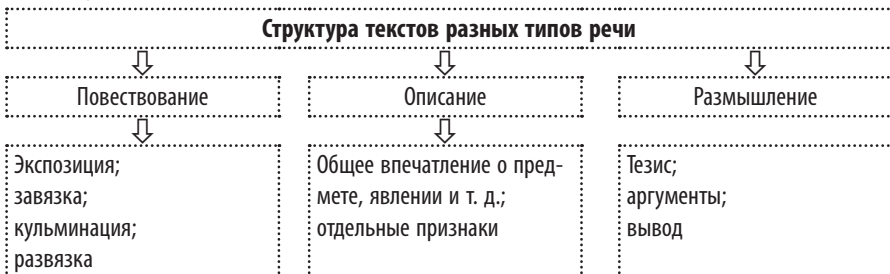 Структура текстов разных типов речи
Повествование
Описание
Размышление
Экспозиция;
завязка;
кульминация;
развязка
Общее впечатление о пред-
мете, явлении и т. д.;
отдельные признаки
Тезис;
аргументы;
вывод